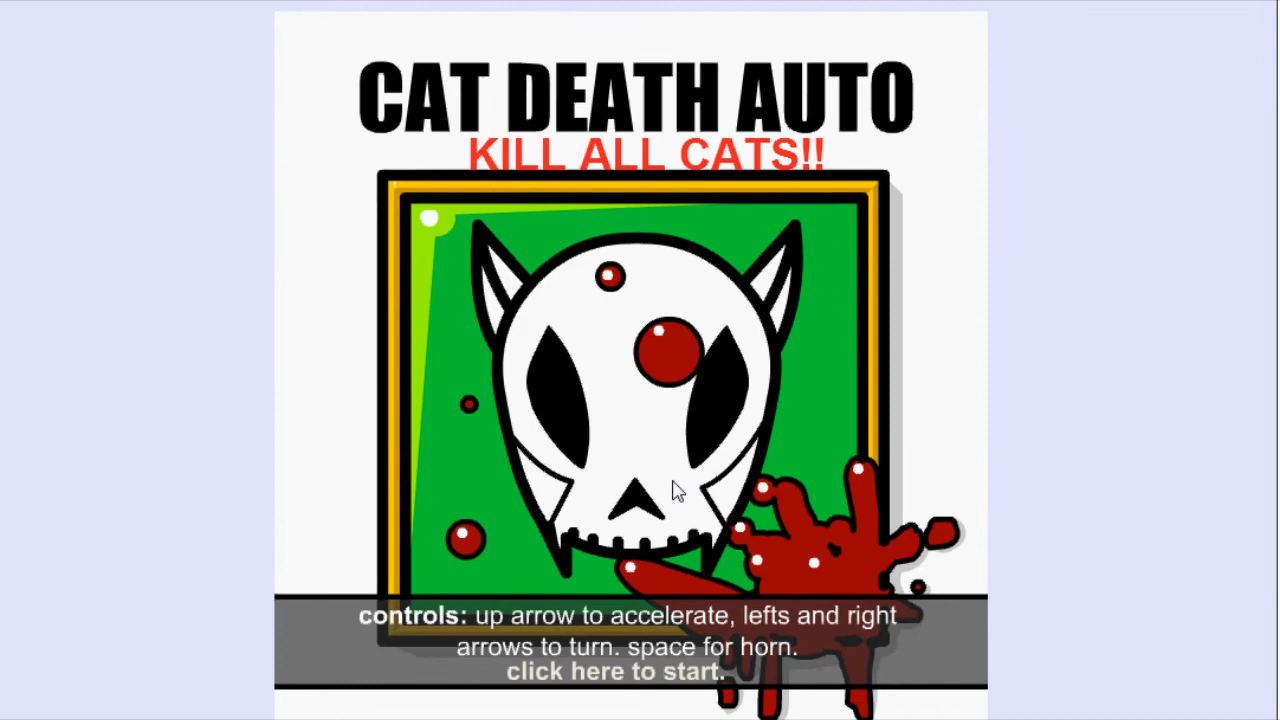 CAT DEATH AUTO
KILL ALL CATS!!
controls: up arrow to accelerate, lefts and right
arrows to turn. space for horn.
click here to start.